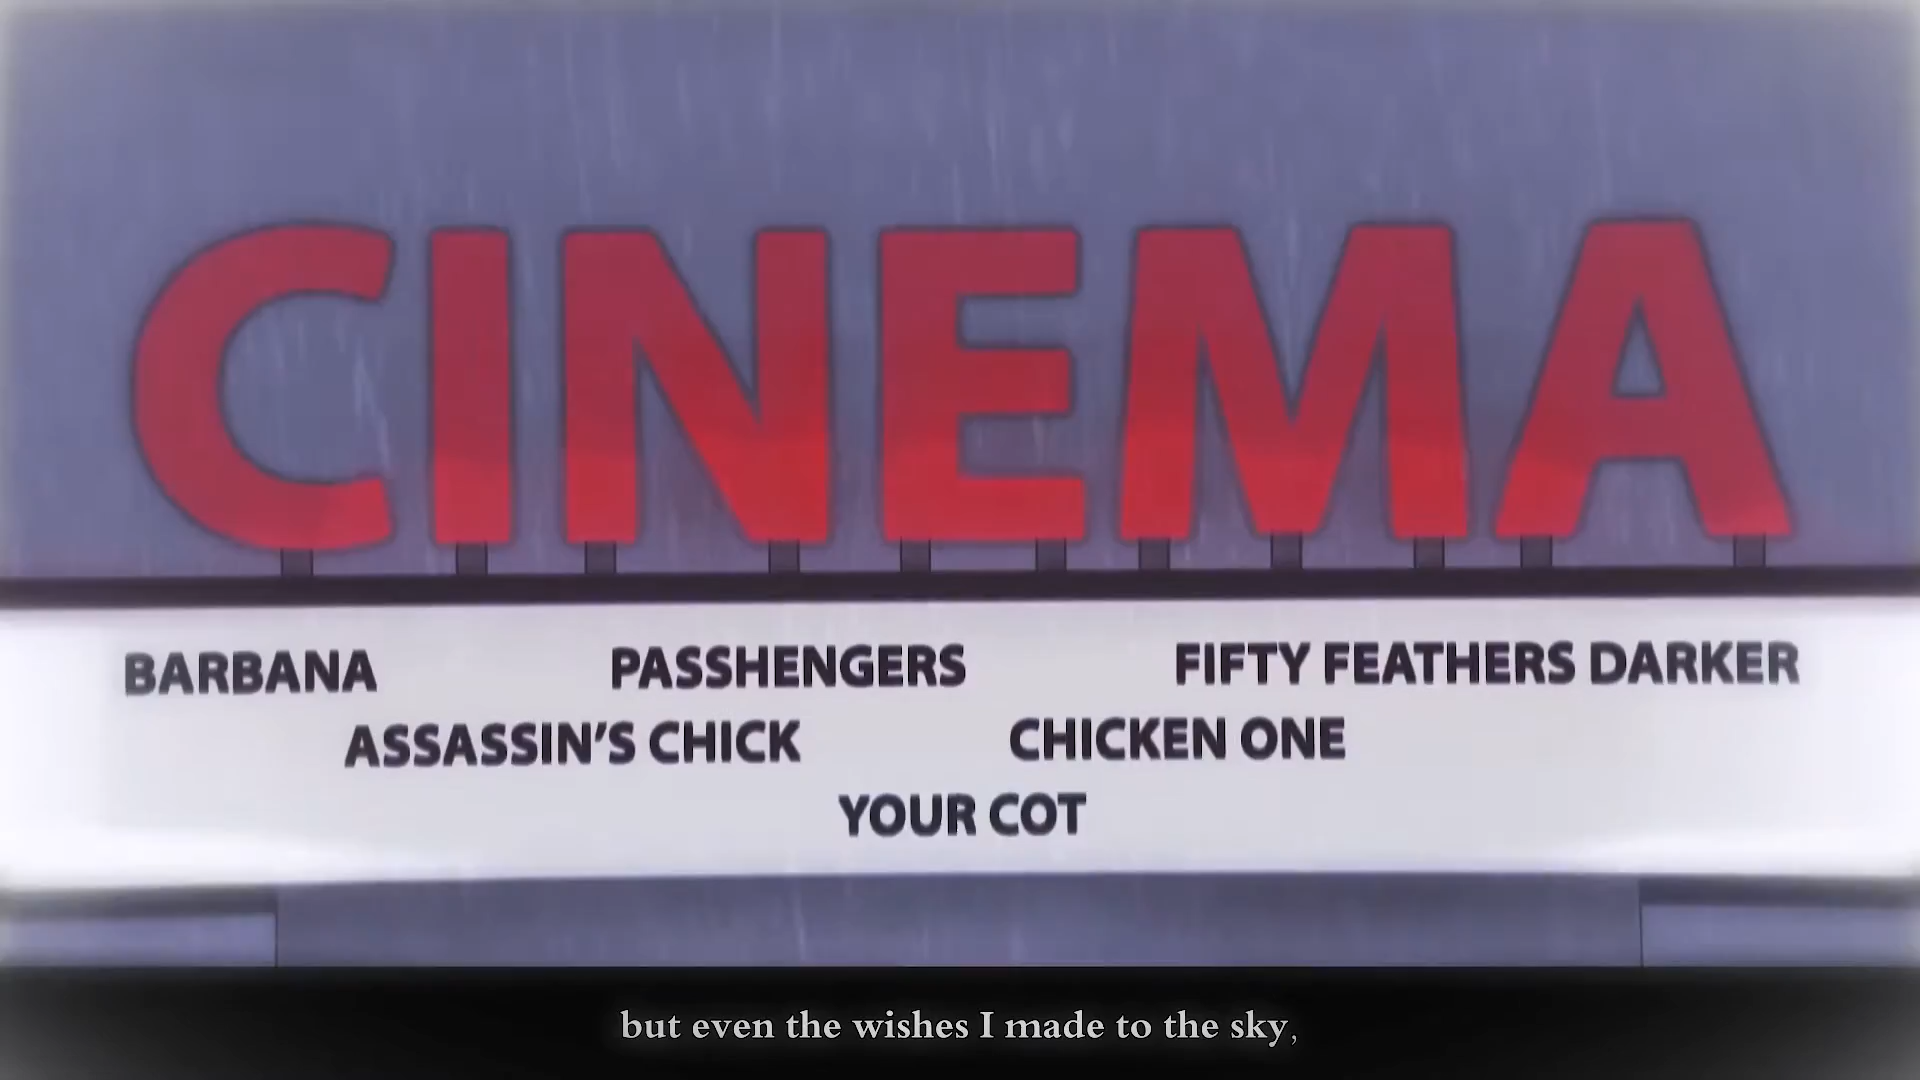 CINEMA
BARBANA PASSHENGERS FIFTY FEATHERS DARKER
ASSASSIN'S CHICK CHICKEN ONE
YOUR COT
but even the wishes I made to the sky,